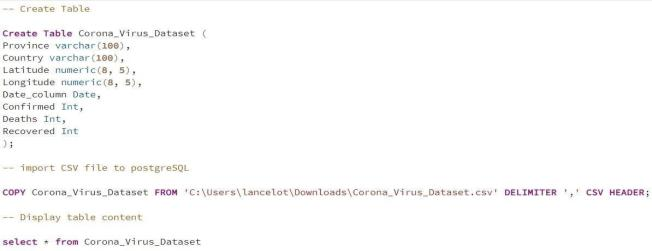 -- Create Table
Create Table Corona_Virus_Dataset (
Province varchar(100),
Country varchar(100),
Latitude numeric(8, 5),
Longitude numeric(8, 5),
Date_column Date,
Confirmed Int,
Deaths Int,
Recovered Int
);
-- import CSV file to postgreSQL
COPY Corona_Virus_Dataset FROM 'C:\Users\lancelot\Downloads\Corona_Virus_Dataset.csv' DELIMITER ',' CSV HEADER;
-- Display table content
select * from Corona_Virus_Dataset